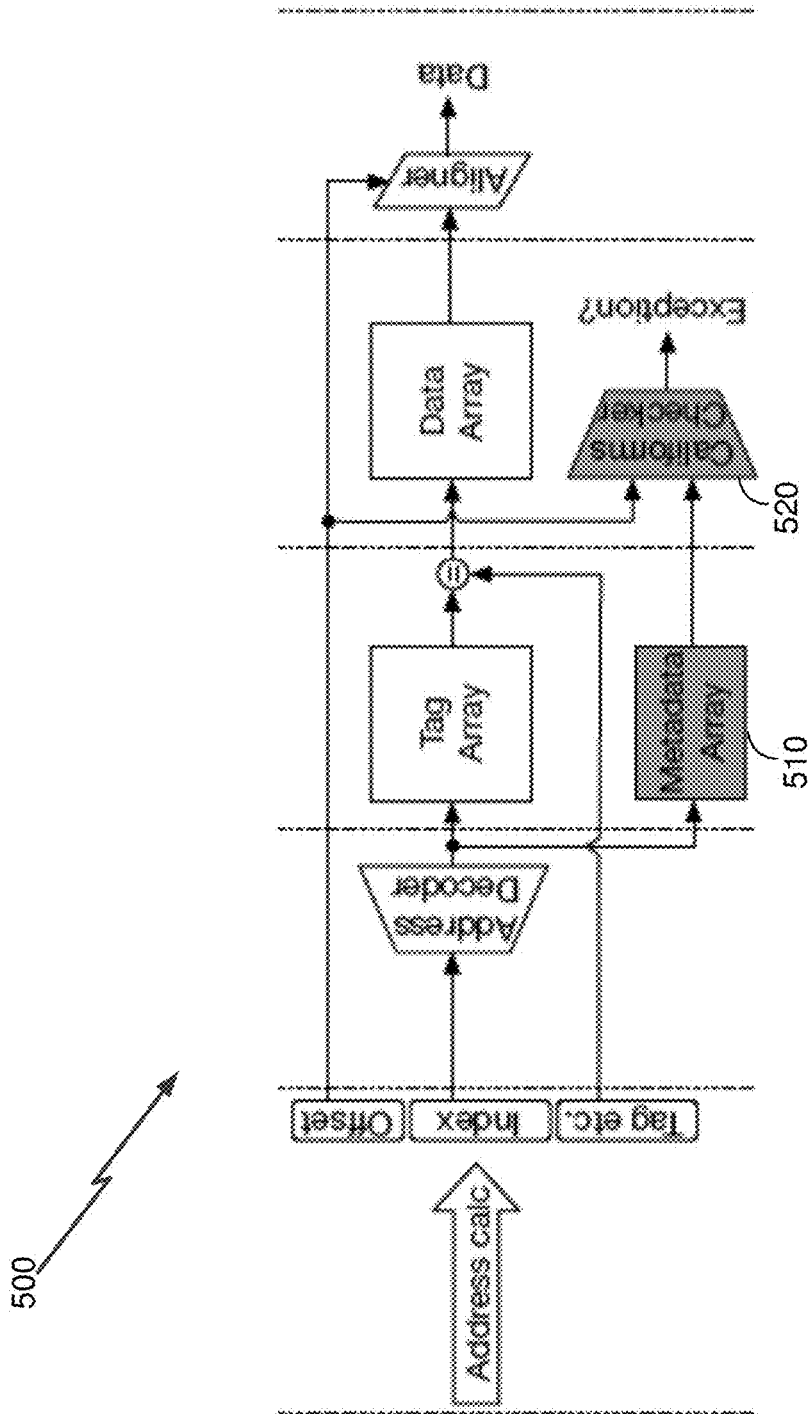 500
Address calc
Offset
Index
Tag etc.
Address
Decoder
Tag
Array
Metadata
Array
510
=
Data
Array
Califorms
Checker
520
Exception?
Aligner
Data